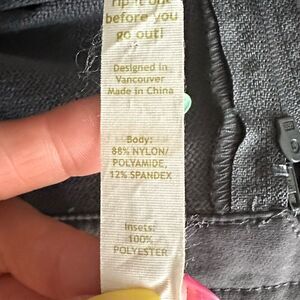 rip it out
before you
go out!
Designed in
Vancouver
Made in China
Body:
88% NYLON/
POLYAMIDE,
12% SPANDEX
Insets:
100%
POLYESTER